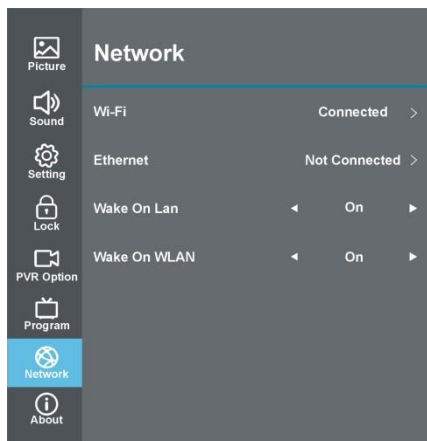 Picture
Sound
Setting
Lock
PVR Option
Program
Network
About
Network
Wi-Fi Connected >
Ethernet Not Connected >
Wake On Lan ◄ On ►
Wake On WLAN ◄ On ►